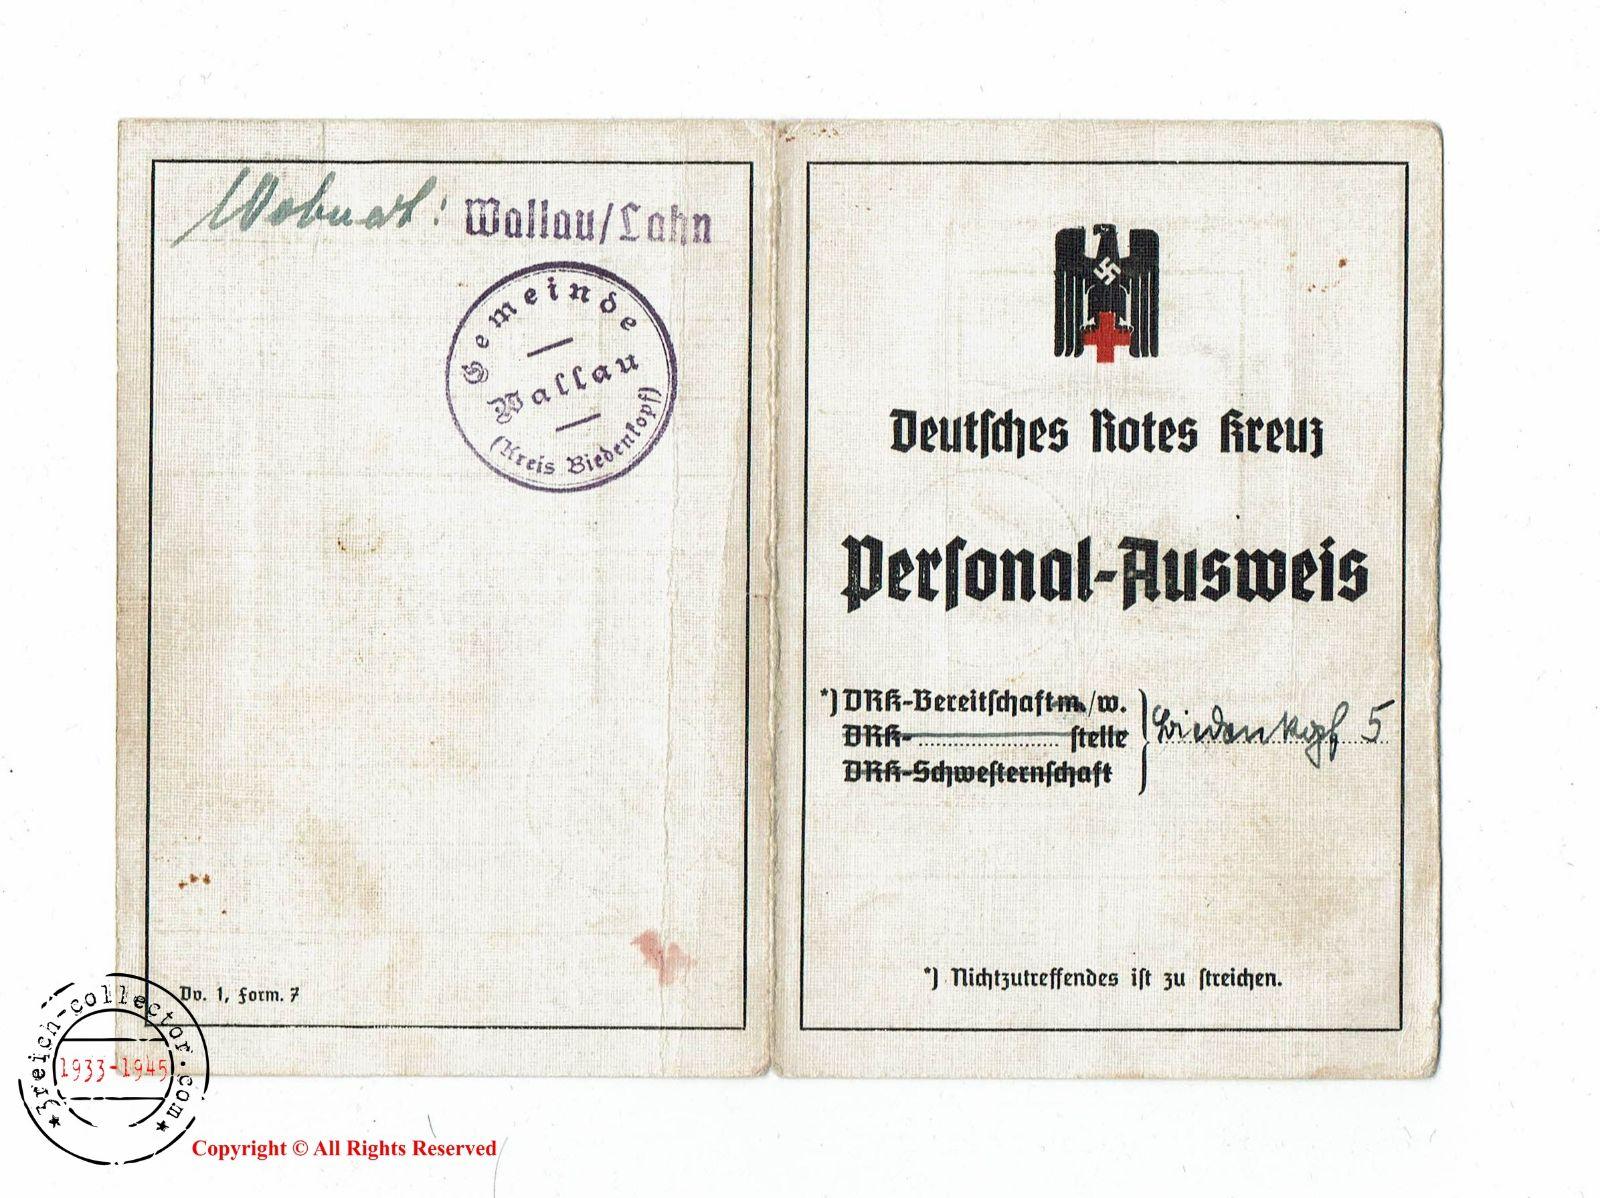 Wohnort: Wallau/Lahn
Gemeinde
Wallau
(Kreis Biedenkopf)
Dv. 1, Form. 7
Deutsches Rotes Kreuz
Personal-Ausweis
*) DRK-Bereitschaft m./w.
DRK-.................... stelle
DRK-Schwesternschaft
Biedenkopf 5
*) Nichtzutreffendes ist zu streichen.
3reich-collector.com
1933-1945
Copyright © All Rights Reserved